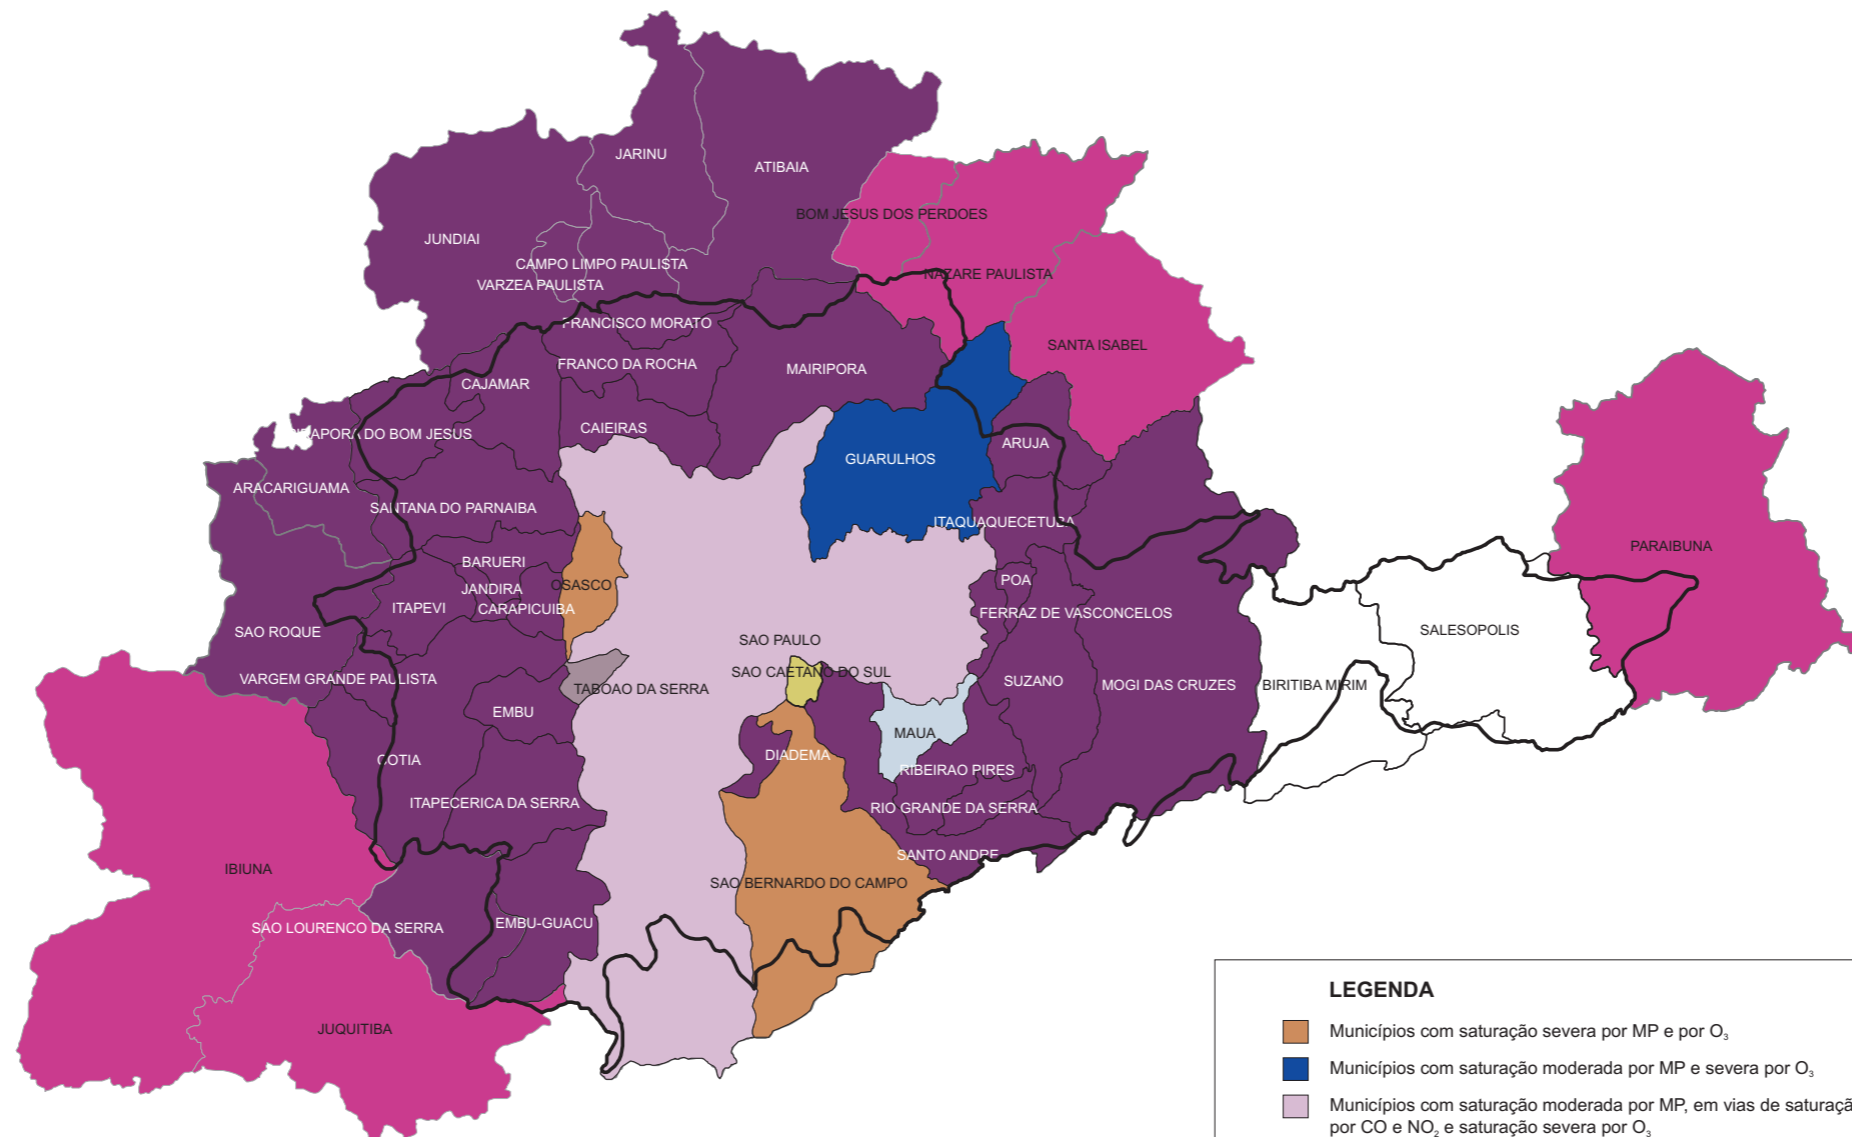 JARINU
ATIBAIA
BOM JESUS DOS PERDOES
JUNDIAI
CAMPO LIMPO PAULISTA
NAZARE PAULISTA
VARZEA PAULISTA
FRANCISCO MORATO
SANTA ISABEL
FRANCO DA ROCHA
MAIRIPORA
CAJAMAR
CAIEIRAS
DO BOM JESUS
ARUJA
GUARULHOS
ARACARIGUAMA
SANTANA DO PARNAIBA
ITAQUAQUECETUBA
PARAIBUNA
BARUERI
POA
OSASCO
JANDIRA
ITAPEVI
CARAPICUIBA
FERRAZ DE VASCONCELOS
SAO ROQUE
SALESOPOLIS
SAO PAULO
SAO CAETANO DO SUL
VARGEM GRANDE PAULISTA
SUZANO
MOGI DAS CRUZES
BIRITIBA MIRIM
TABOAO DA SERRA
EMBU
MAUA
DIADEMA
COTIA
RIBEIRAO PIRES
ITAPECERICA DA SERRA
RIO GRANDE DA SERRA
SANTO ANDRE
IBIUNA
SAO BERNARDO DO CAMPO
EMBU-GUACU
SAO LOURENCO DA SERRA
JUQUITIBA
LEGENDA
Municípios com saturação severa por MP e por O₃
Municípios com saturação moderada por MP e severa por O₃
Municípios com saturação moderada por MP, em vias de saturaçã
por CO e NO₂ e saturação severa por O₃